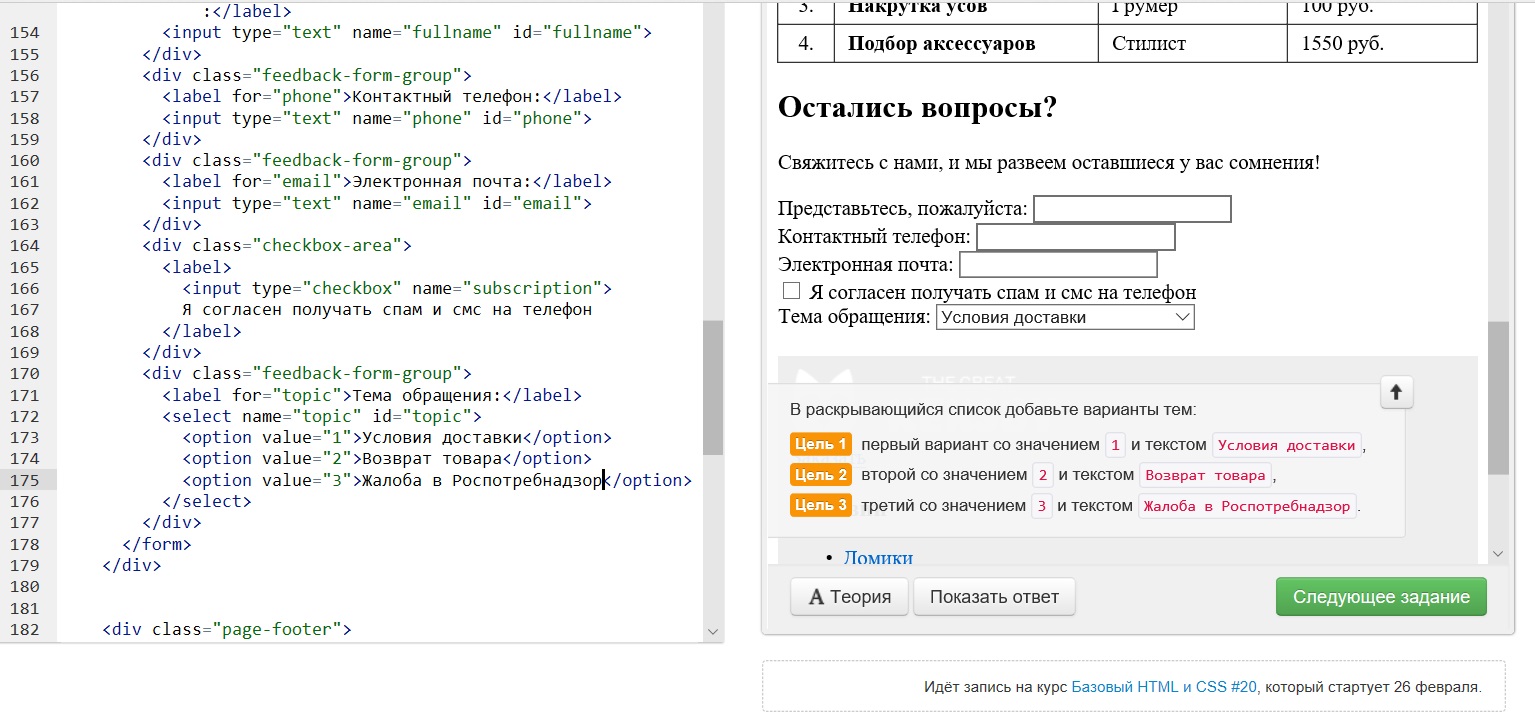 :</label>
154 <input type="text" name="fullname" id="fullname">
155 </div>
156 <div class="feedback-form-group">
157 <label for="phone">Контактный телефон:</label>
158 <input type="text" name="phone" id="phone">
159 </div>
160 <div class="feedback-form-group">
161 <label for="email">Электронная почта:</label>
162 <input type="text" name="email" id="email">
163 </div>
164 <div class="checkbox-area">
165 <label>
166 <input type="checkbox" name="subscription">
167 Я согласен получать спам и смс на телефон
168 </label>
169 </div>
170 <div class="feedback-form-group">
171 <label for="topic">Тема обращения:</label>
172 <select name="topic" id="topic">
173 <option value="1">Условия доставки</option>
174 <option value="2">Возврат товара</option>
175 <option value="3">Жалоба в Роспотребнадзор</option>
176 </select>
177 </div>
178 </form>
179 </div>
180
181
182 <div class="page-footer">
3. Накрутка усов Грумер 100 руб.
4. Подбор аксессуаров Стилист 1550 руб.
Остались вопросы?
Свяжитесь с нами, и мы развеем оставшиеся у вас сомнения!
Представьтесь, пожалуйста:
Контактный телефон:
Электронная почта:
Я согласен получать спам и смс на телефон
Тема обращения: Условия доставки
THE GREAT
В раскрывающийся список добавьте варианты тем:
Цель 1 первый вариант со значением 1 и текстом Условия доставки,
Цель 2 второй со значением 2 и текстом Возврат товара,
Цель 3 третий со значением 3 и текстом Жалоба в Роспотребнадзор.
• Домики
A Теория Показать ответ Следующее задание
Идёт запись на курс Базовый HTML и CSS #20, который стартует 26 февраля.